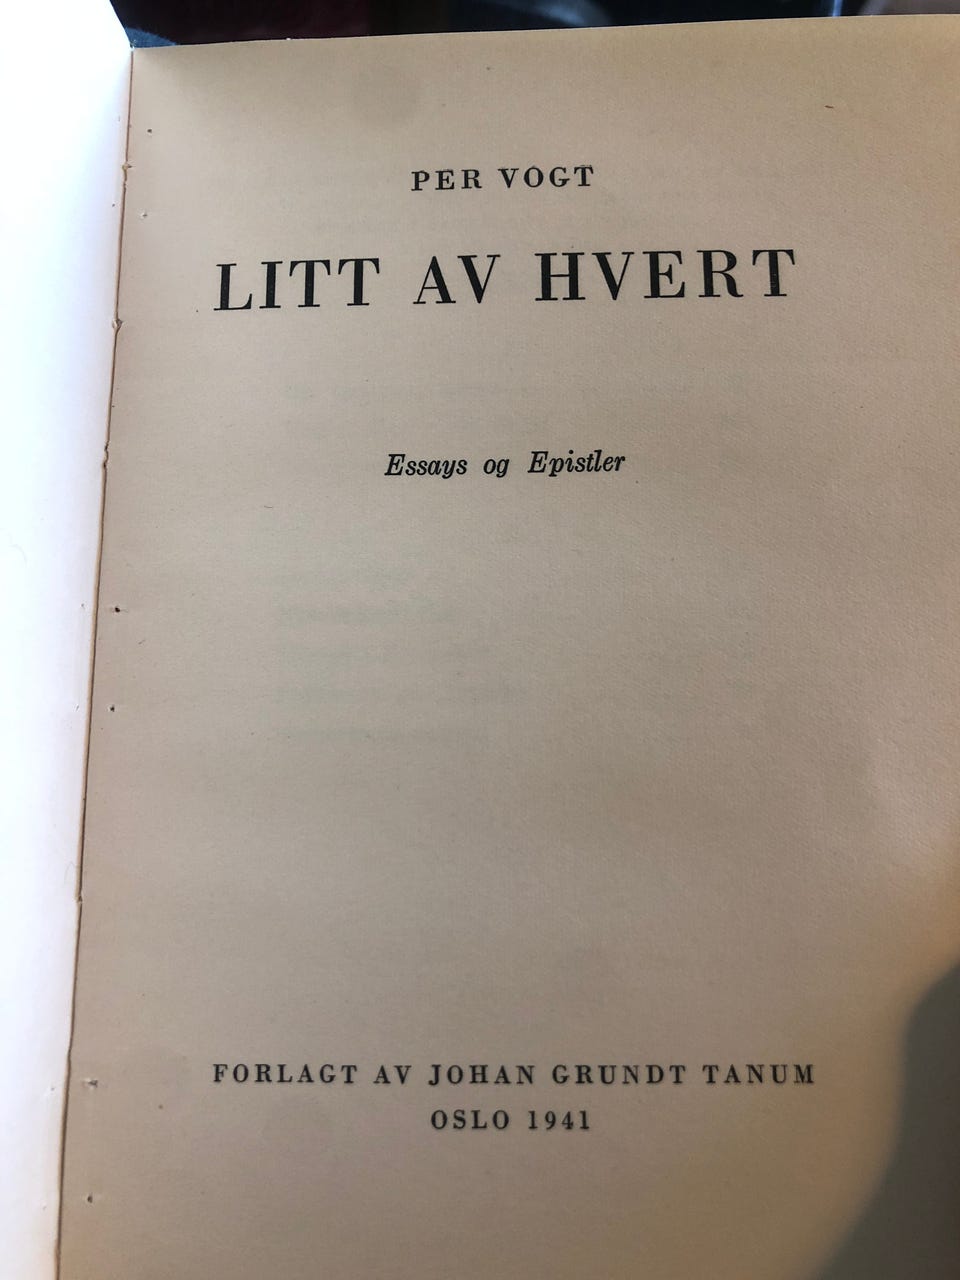 PER VOGT
LITT AV HVERT
Essays og Epistler
FORLAGT AV JOHAN GRUNDT TANUM
OSLO 1941